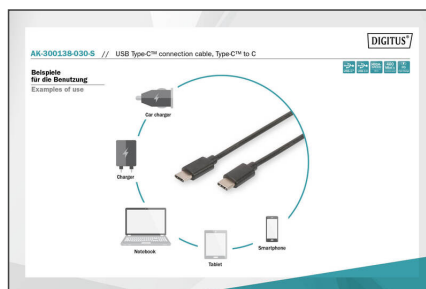 DIGITUS®
AK-300138-030-S // USB Type-C™ connection cable, Type-C™ to C
Beispiele
für die Benutzung
Examples of use
Car charger
Charger
Notebook
Tablet
Smartphone